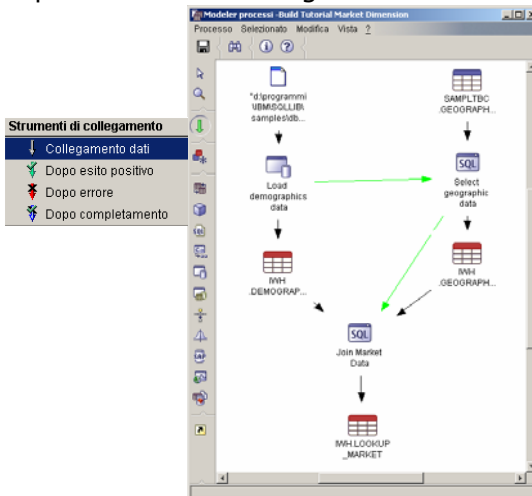 Modeler processi -Build Tutorial Market Dimension
Processo Selezionato Modifica Vista ?
"d:\programmi
\IBM\SQLLIB\
samples\db...
SAMPLTBC
.GEOGRAPH...
Strumenti di collegamento
Collegamento dati
Dopo esito positivo
Dopo errore
Dopo completamento
Load
demographics
data
SQL
Select
geographic
data
IWH
.DEMOGRAP...
IWH
.GEOGRAPH...
SQL
Join Market
Data
IWH.LOOKUP
_MARKET